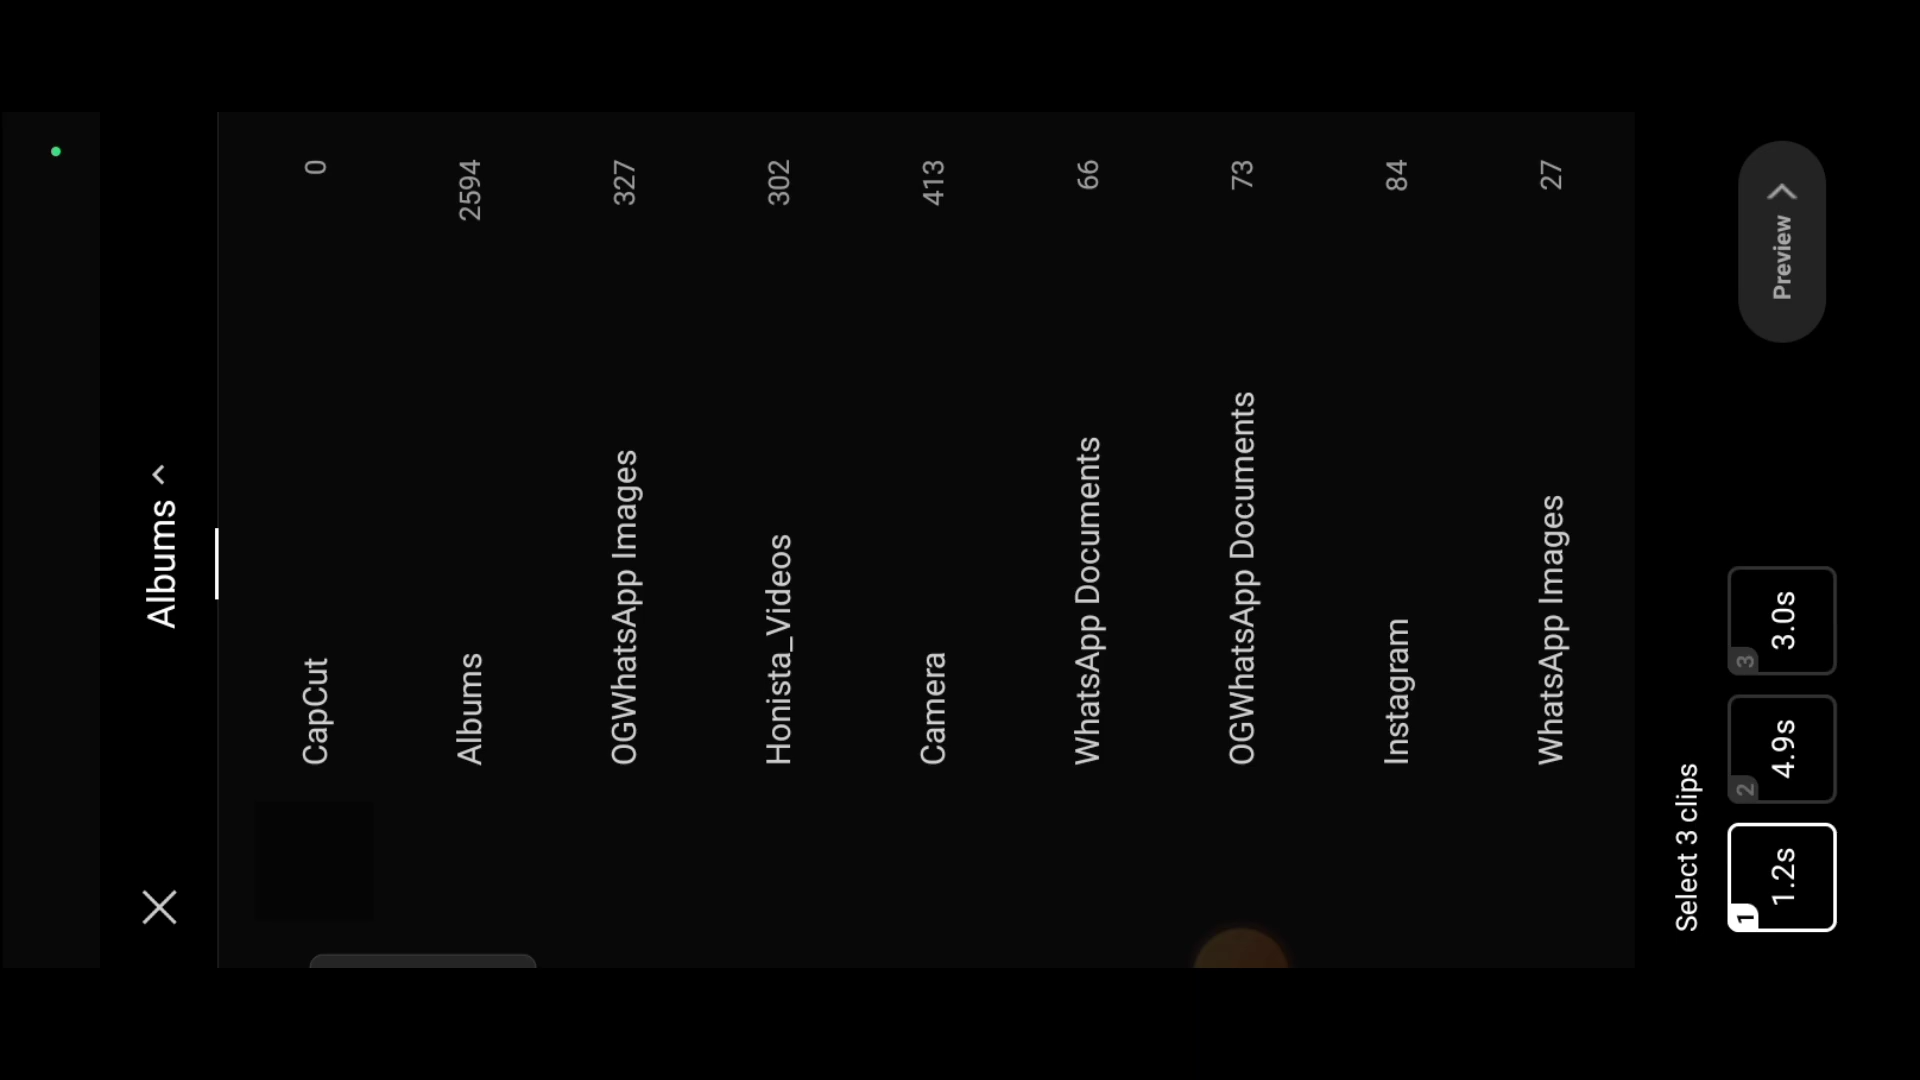 Albums
CapCut 0
Albums 2594
OGWhatsApp Images 327
Honista_Videos 302
Camera 413
WhatsApp Documents 66
OGWhatsApp Documents 73
Instagram 84
WhatsApp Images 27
Select 3 clips
1 1.2s 2 4.9s 3 3.0s Preview